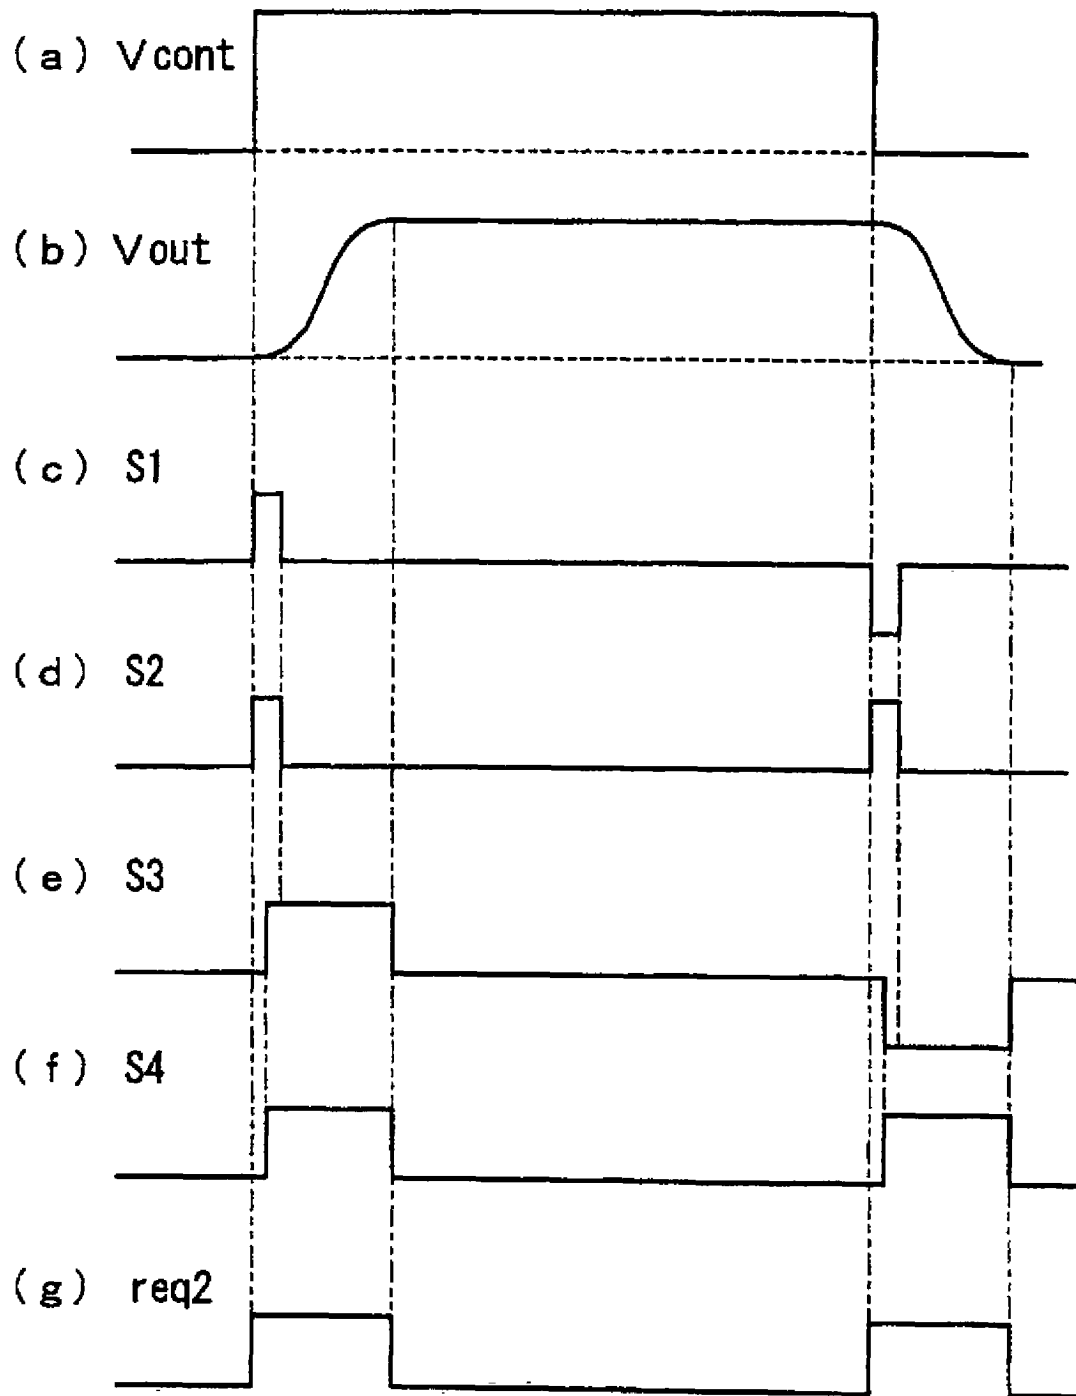 (a) Vcont
(b) Vout
(c) S1
(d) S2
(e) S3
(f) S4
(g) req2